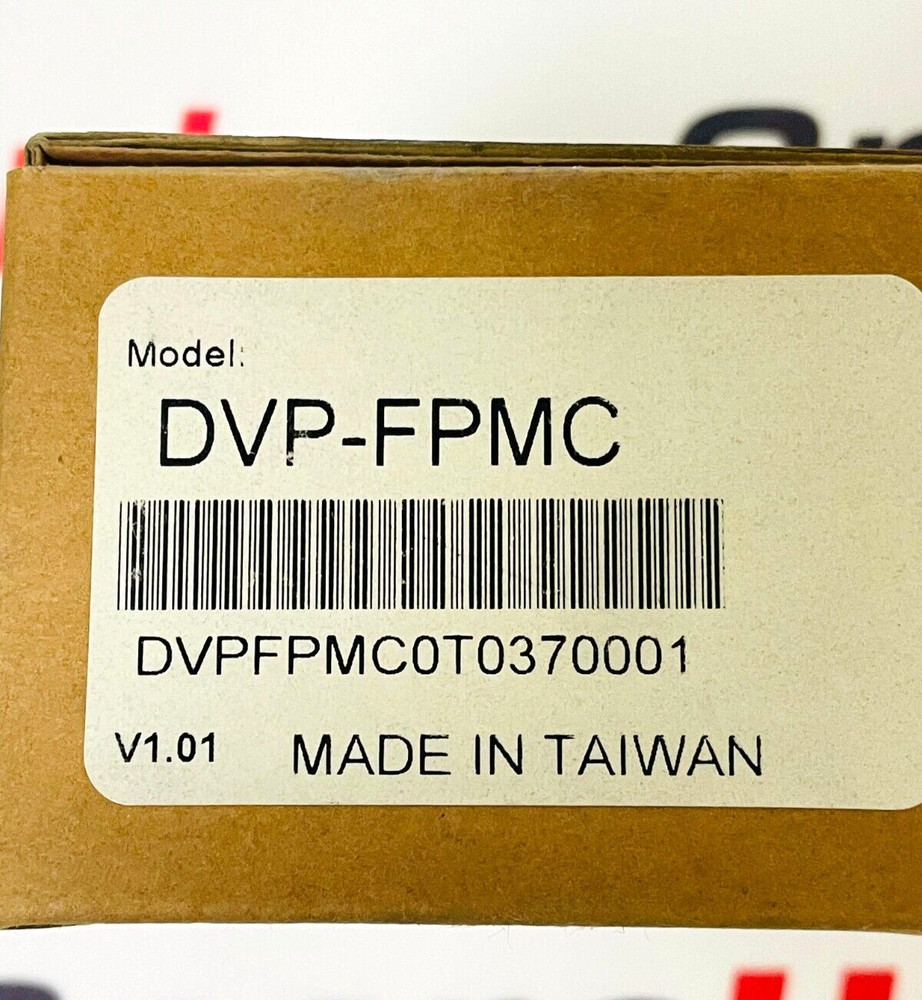 Model:
DVP-FPMC
DVPFPMC0T0370001
V1.01 MADE IN TAIWAN